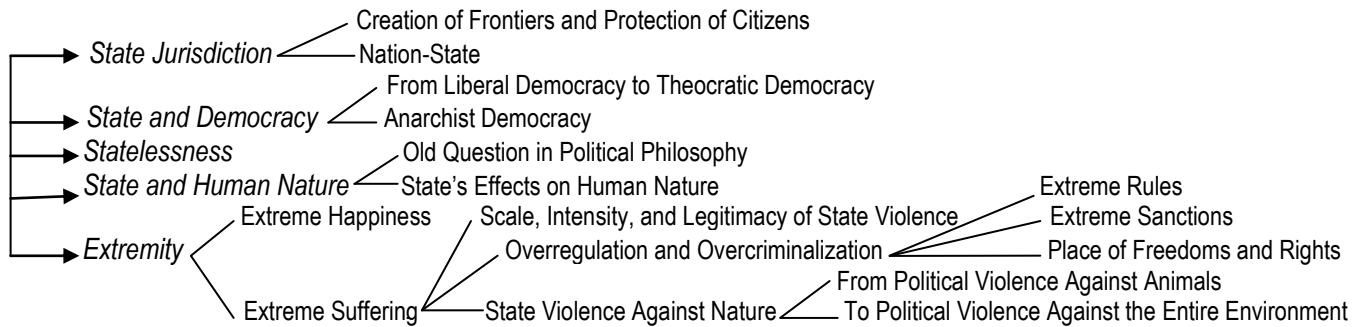 Creation of Frontiers and Protection of Citizens
State Jurisdiction
Nation-State
From Liberal Democracy to Theocratic Democracy
State and Democracy
Anarchist Democracy
Statelessness
Old Question in Political Philosophy
State and Human Nature
State’s Effects on Human Nature
Extremity
Extreme Happiness
Extreme Suffering
Scale, Intensity, and Legitimacy of State Violence
Overregulation and Overcriminalization
Extreme Rules
Extreme Sanctions
Place of Freedoms and Rights
State Violence Against Nature
From Political Violence Against Animals
To Political Violence Against the Entire Environment